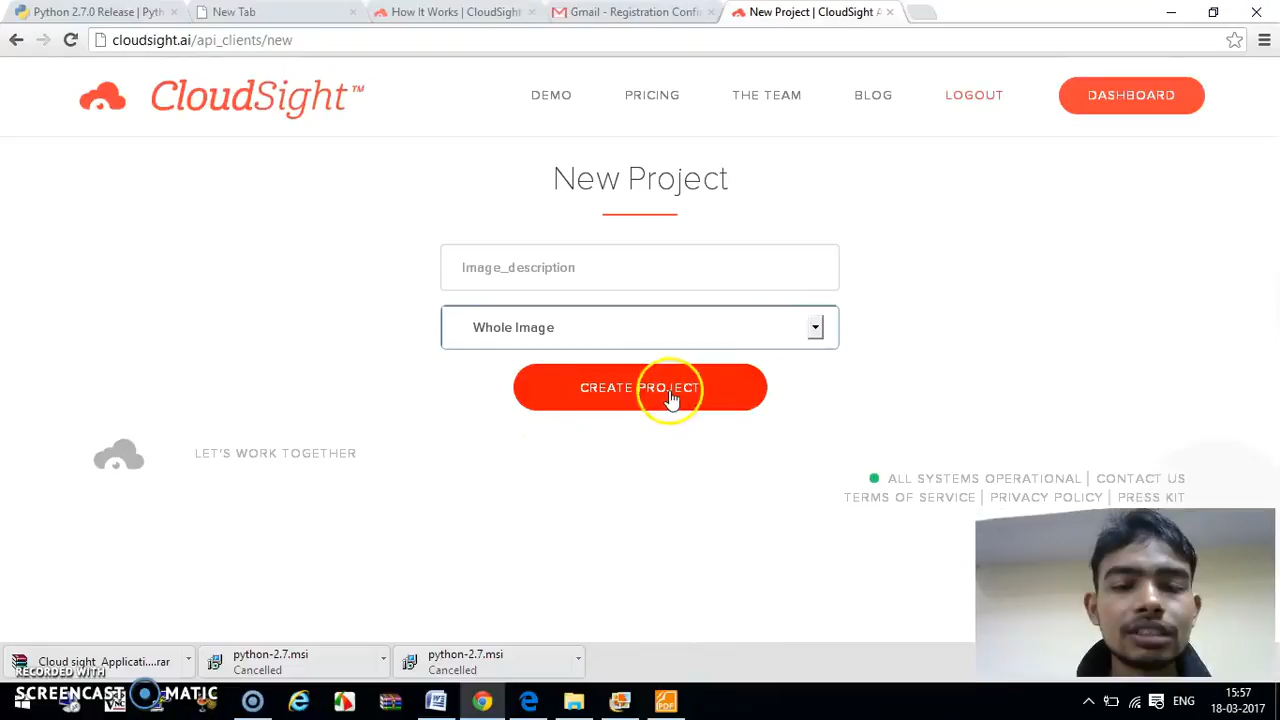 Python 2.7.0 Release | Pyth
New Tab
How It Works | CloudSight
Gmail - Registration Confir
New Project | CloudSight A
cloudsight.ai/api_clients/new
CloudSight™
DEMO
PRICING
THE TEAM
BLOG
LOGOUT
DASHBOARD
New Project
Image_description
Whole Image
CREATE PROJECT
LET'S WORK TOGETHER
ALL SYSTEMS OPERATIONAL | CONTACT US
TERMS OF SERVICE | PRIVACY POLICY | PRESS KIT
Cloud sight_Applicati....rar
python-2.7.msi
Cancelled
python-2.7.msi
Cancelled
RECORDED WITH
SCREENCAST MATIC
ENG
15:57
18-03-2017